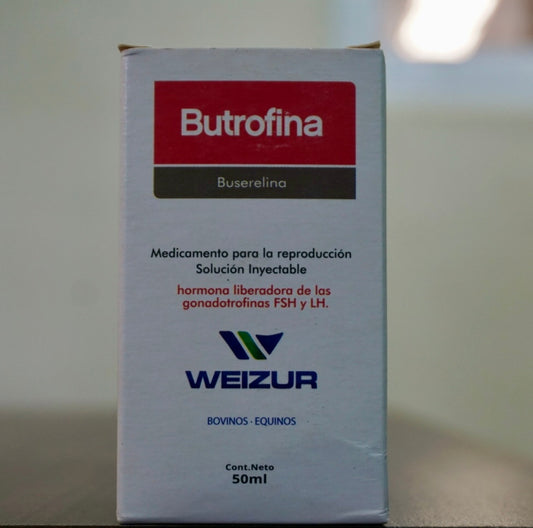 Butrofina
Buserelina
Medicamento para la reproducción
Solución Inyectable
hormona liberadora de las
gonadotrofinas FSH y LH.
WEIZUR
BOVINOS - EQUINOS
Cont.Neto
50ml